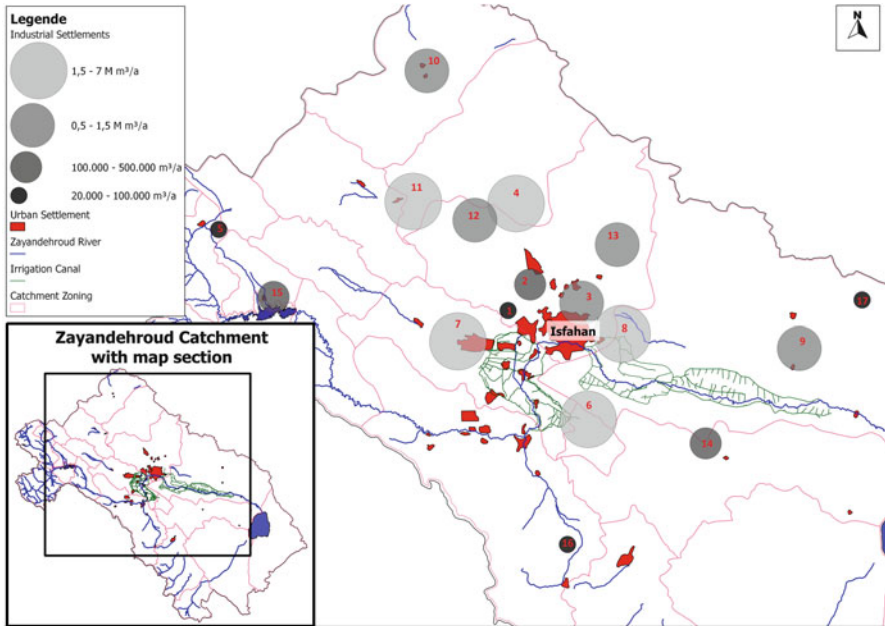 Legende
Industrial Settlements
1,5 - 7 M m³/a
0,5 - 1,5 M m³/a
100.000 - 500.000 m³/a
20.000 - 100.000 m³/a
Urban Settlement
Zayandehroud River
Irrigation Canal
Catchment Zoning
N
10
11
4
12
5
13
2
15
3
17
1
Isfahan
8
7
9
6
14
16
Zayandehroud Catchment
with map section